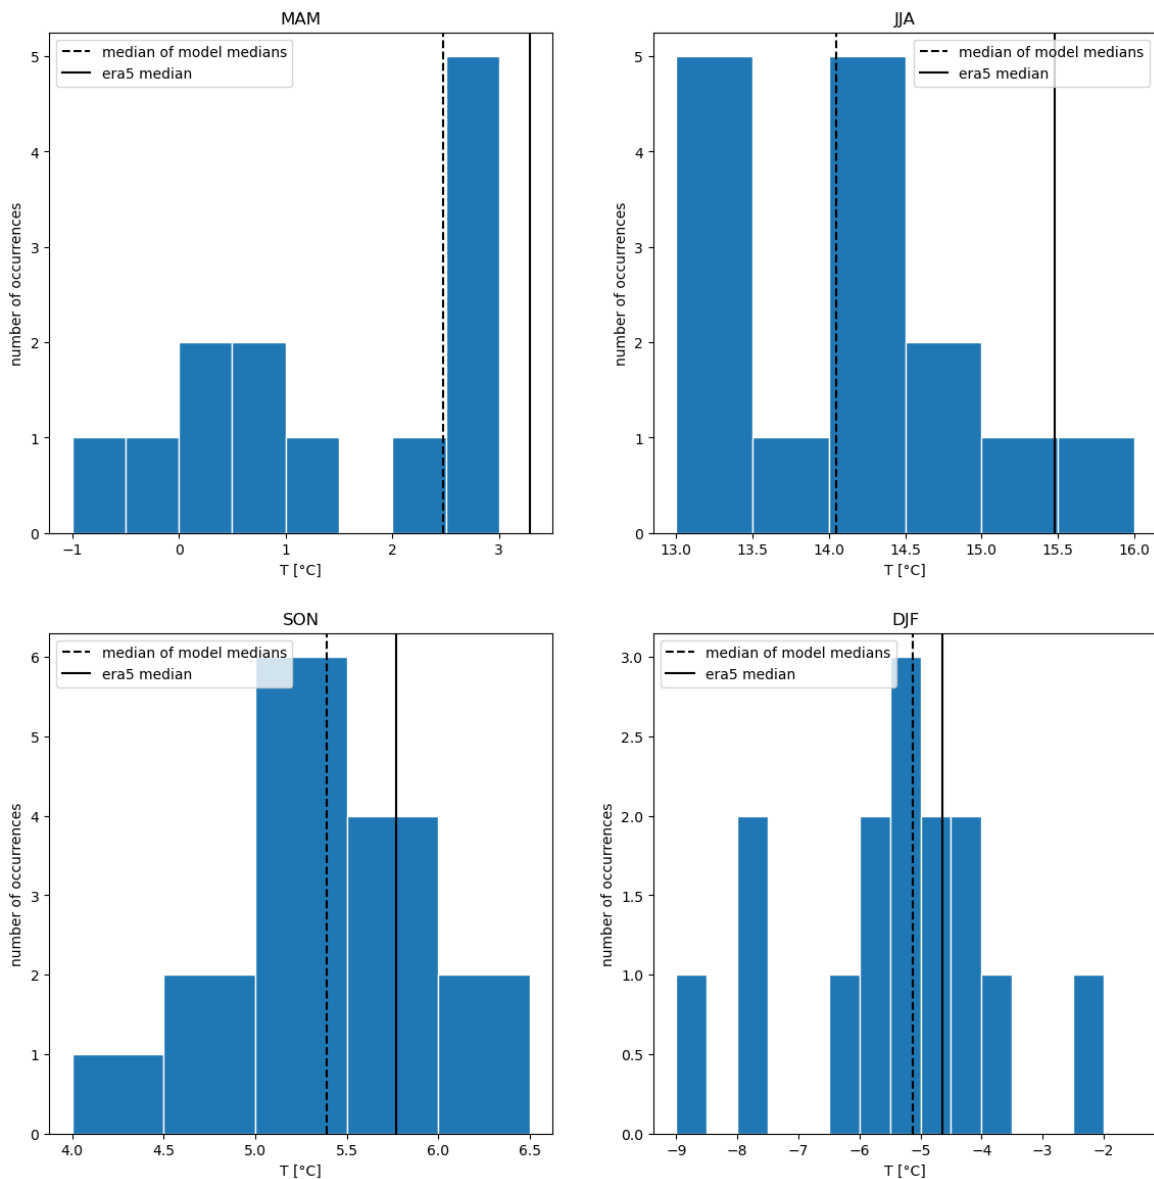 MAM
median of model medians
era5 median
number of occurrences
5
4
3
2
1
0
−1
0
1
2
3
T [°C]
JJA
median of model medians
era5 median
number of occurrences
5
4
3
2
1
0
13.0
13.5
14.0
14.5
15.0
15.5
16.0
T [°C]
SON
median of model medians
era5 median
number of occurrences
6
5
4
3
2
1
0
4.0
4.5
5.0
5.5
6.0
6.5
T [°C]
DJF
median of model medians
era5 median
number of occurrences
3.0
2.5
2.0
1.5
1.0
0.5
0.0
−9
−8
−7
−6
−5
−4
−3
−2
T [°C]